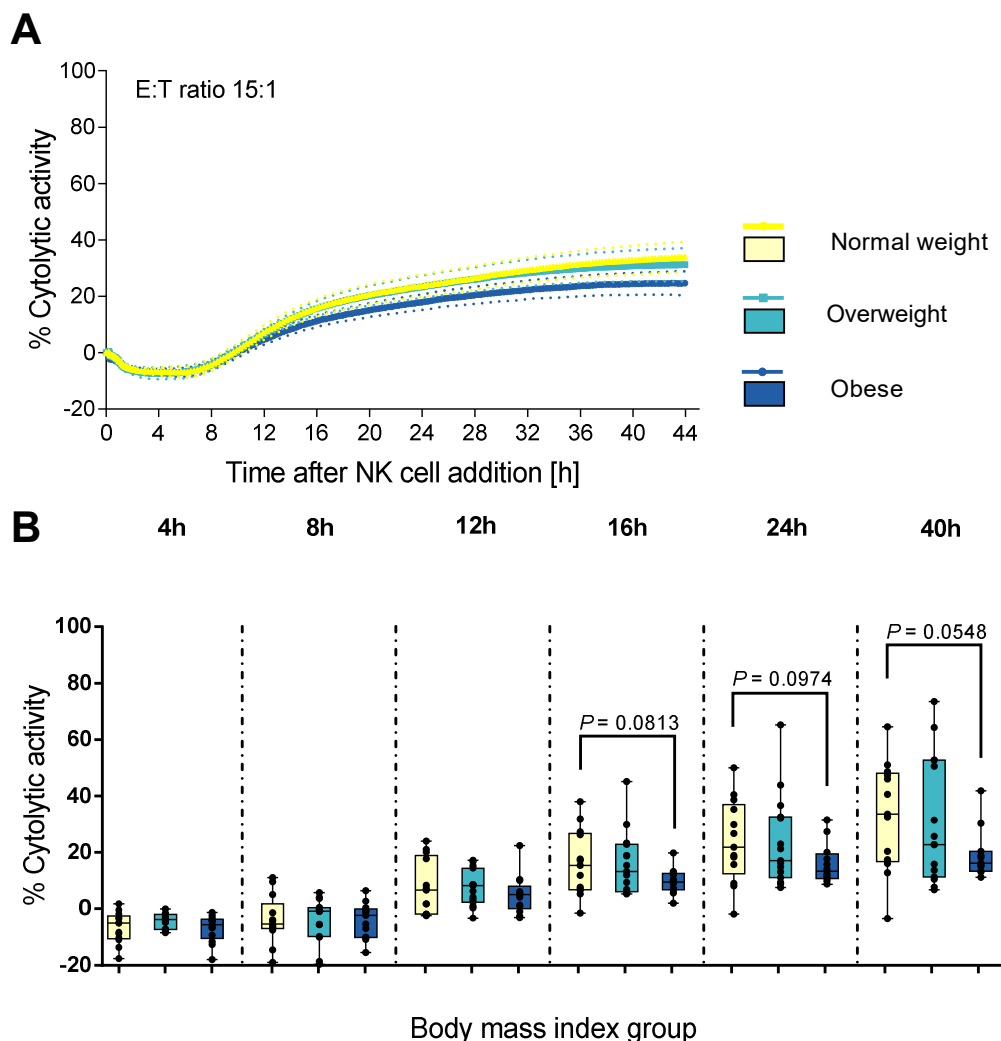 A
E:T ratio 15:1
% Cytolytic activity
100
80
60
40
20
0
-20
0 4 8 12 16 20 24 28 32 36 40 44
Time after NK cell addition [h]
Normal weight
Overweight
Obese
B
4h 8h 12h 16h 24h 40h
% Cytolytic activity
100
80
60
40
20
0
-20
P = 0.0813
P = 0.0974
P = 0.0548
Body mass index group